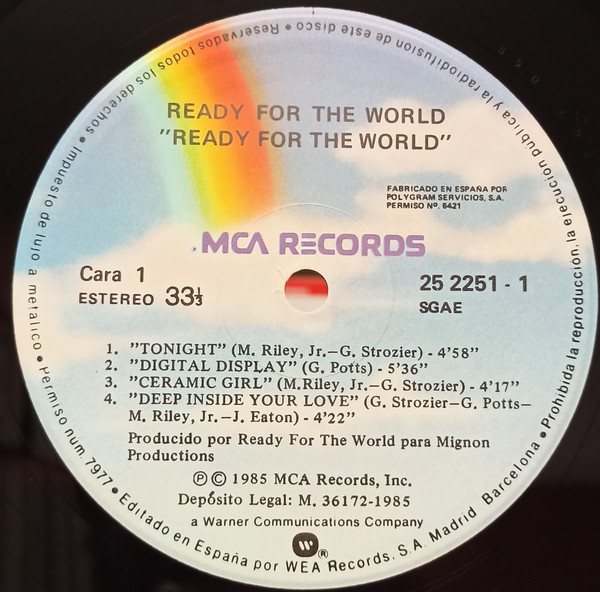 READY FOR THE WORLD
"READY FOR THE WORLD"
FABRICADO EN ESPAÑA POR
POLYGRAM SERVICIOS, S.A.
PERMISO Nº. 6421
MCA RECORDS
Cara 1
ESTEREO 33⅓
25 2251 - 1
SGAE
1. "TONIGHT" (M. Riley, Jr.—G. Strozier) - 4'58"
2. "DIGITAL DISPLAY" (G. Potts) - 5'36"
3. "CERAMIC GIRL" (M.Riley, Jr.—G. Strozier) - 4'17"
4. "DEEP INSIDE YOUR LOVE" (G. Strozier—G. Potts—
M. Riley, Jr.—J. Eaton) - 4'22"
Producido por Ready For The World para Mignon
Productions
℗ © 1985 MCA Records, Inc.
Depósito Legal: M. 36172-1985
a Warner Communications Company
W ®
Editado en España por WEA Records, S.A. Madrid Barcelona • Prohibida la reproducción, la ejecución pública y la radiodifusión de este disco • Reservados todos los derechos • Impuesto de lujo a metálico • Permiso num. 7977 •